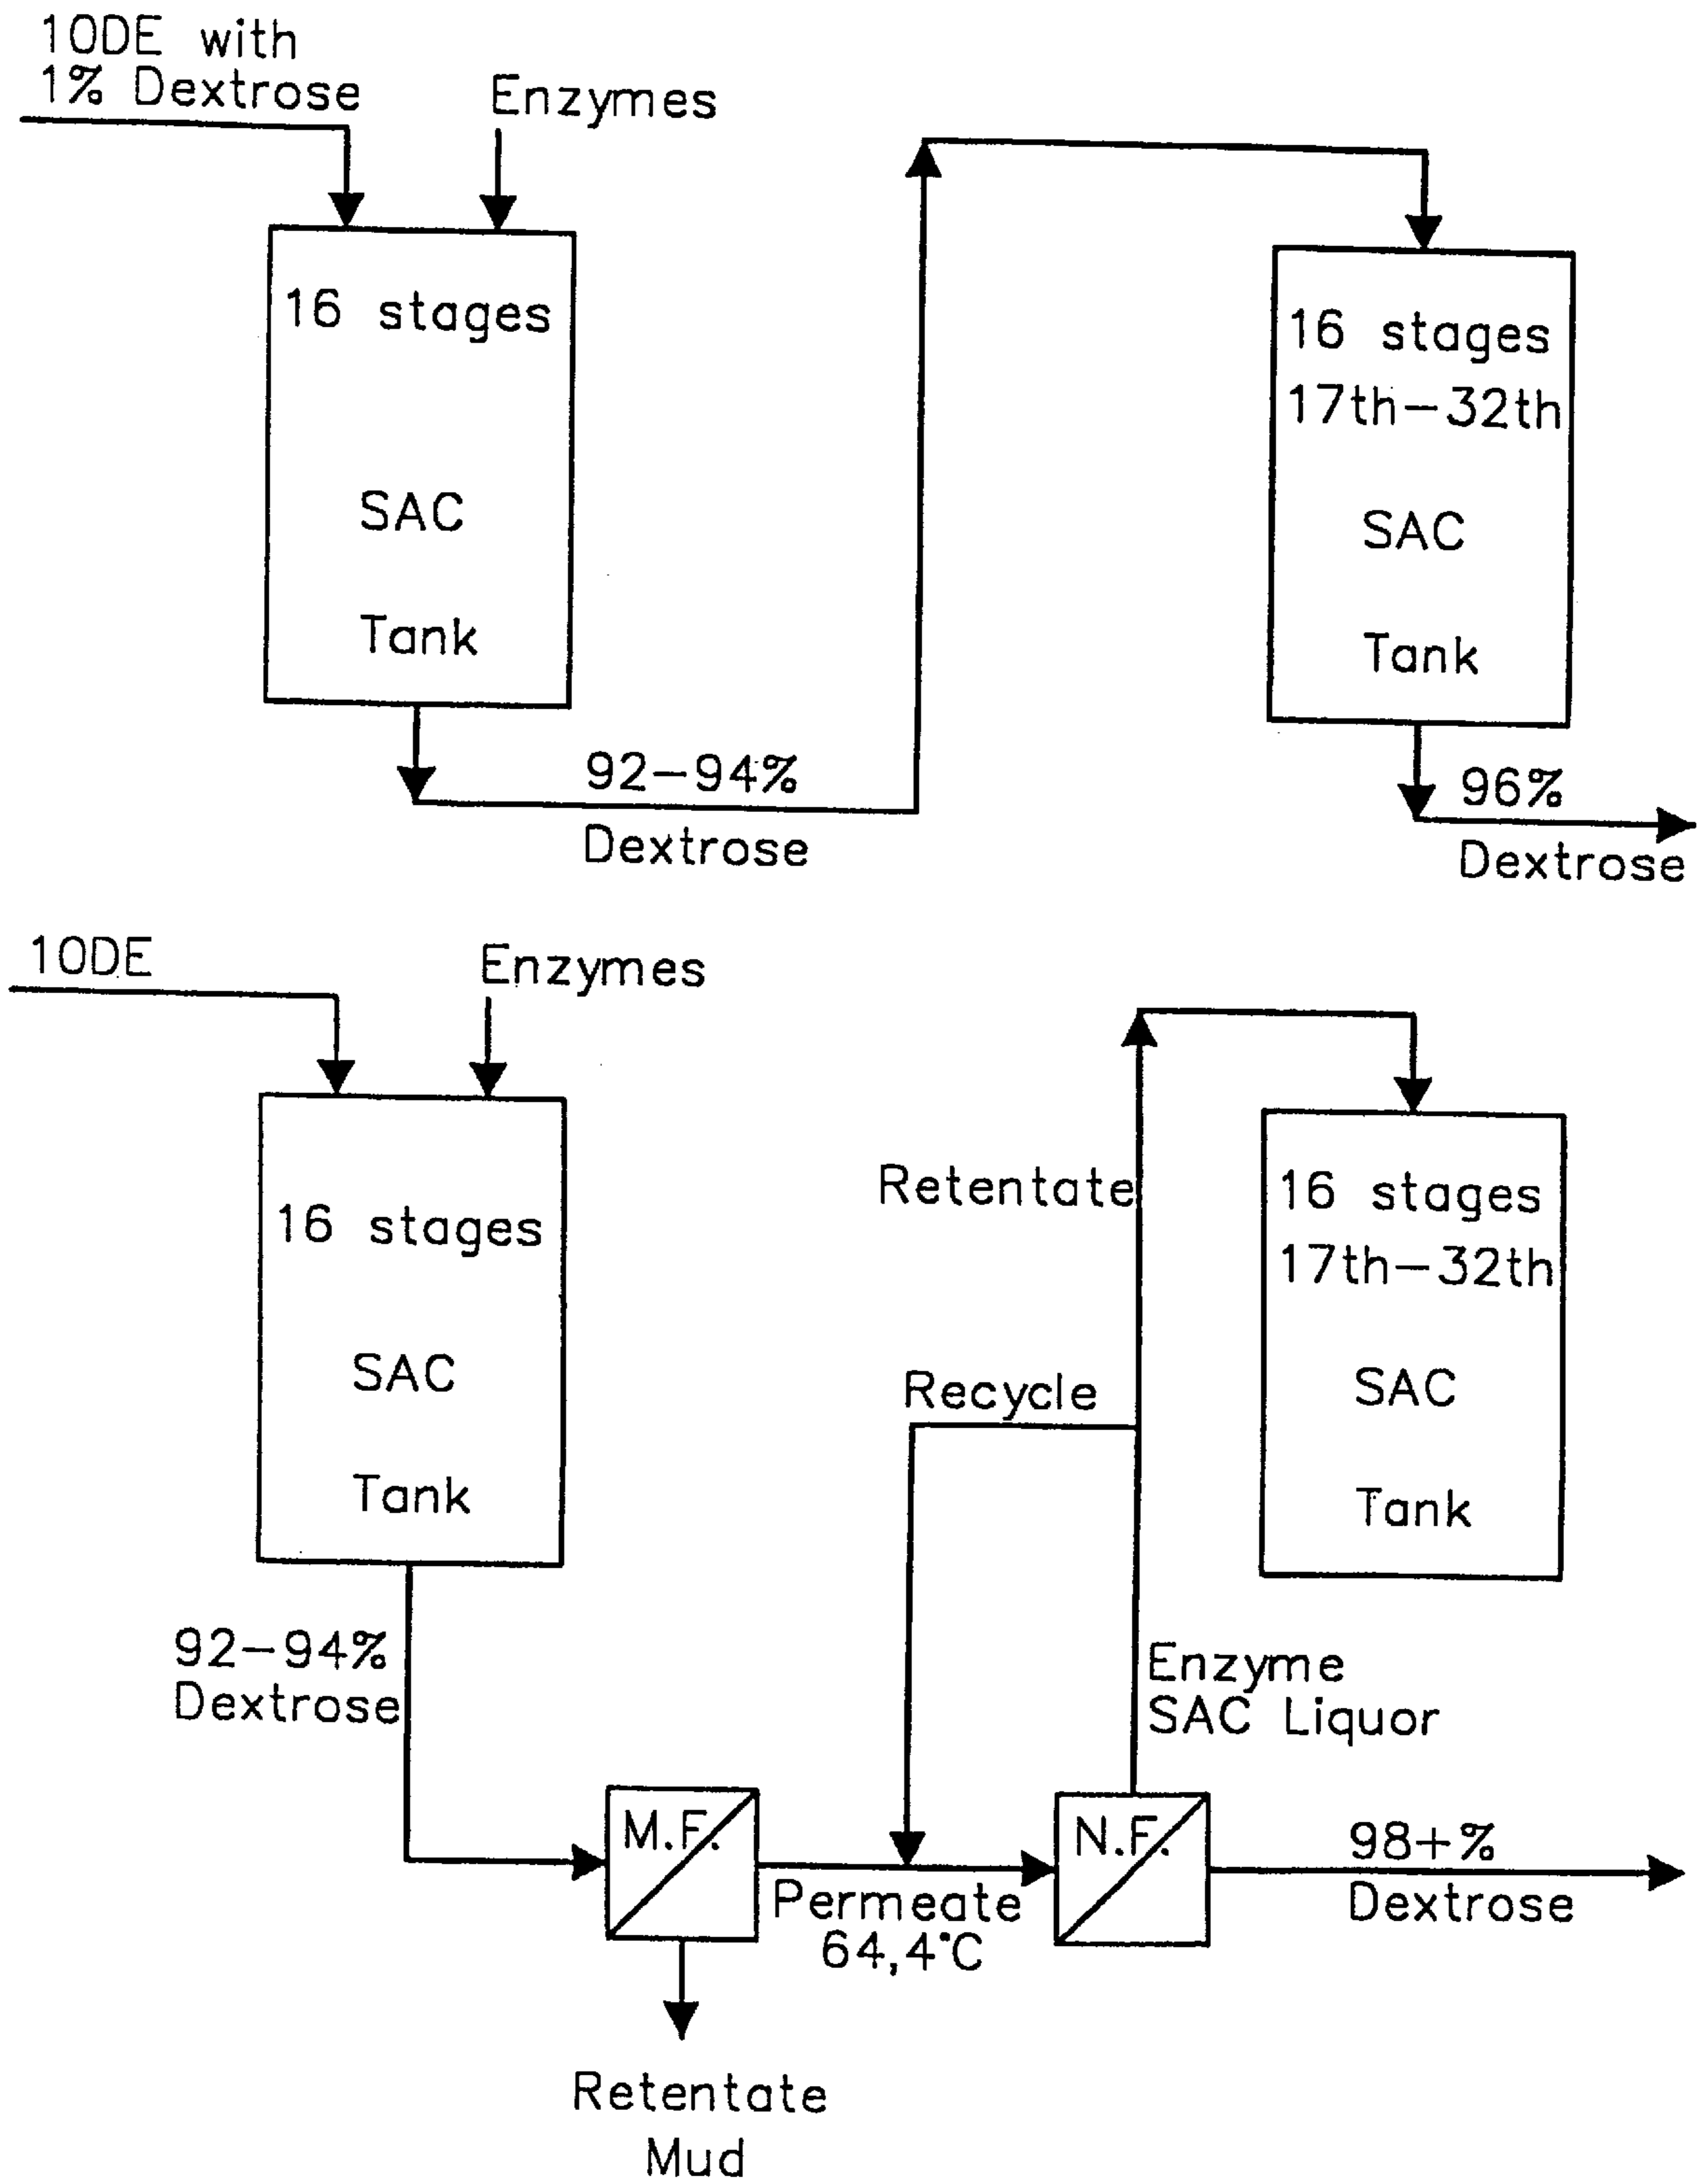 10DE with
1% Dextrose
Enzymes
16 stages
SAC
Tank
16 stages
17th-32th
SAC
Tank
92-94%
Dextrose
96%
Dextrose
10DE
Enzymes
16 stages
SAC
Tank
Retentate
16 stages
17th-32th
SAC
Tank
Recycle
92-94%
Dextrose
Enzyme
SAC Liquor
M.F.
Permeate
64,4°C
N.F.
98+%
Dextrose
Retentate
Mud